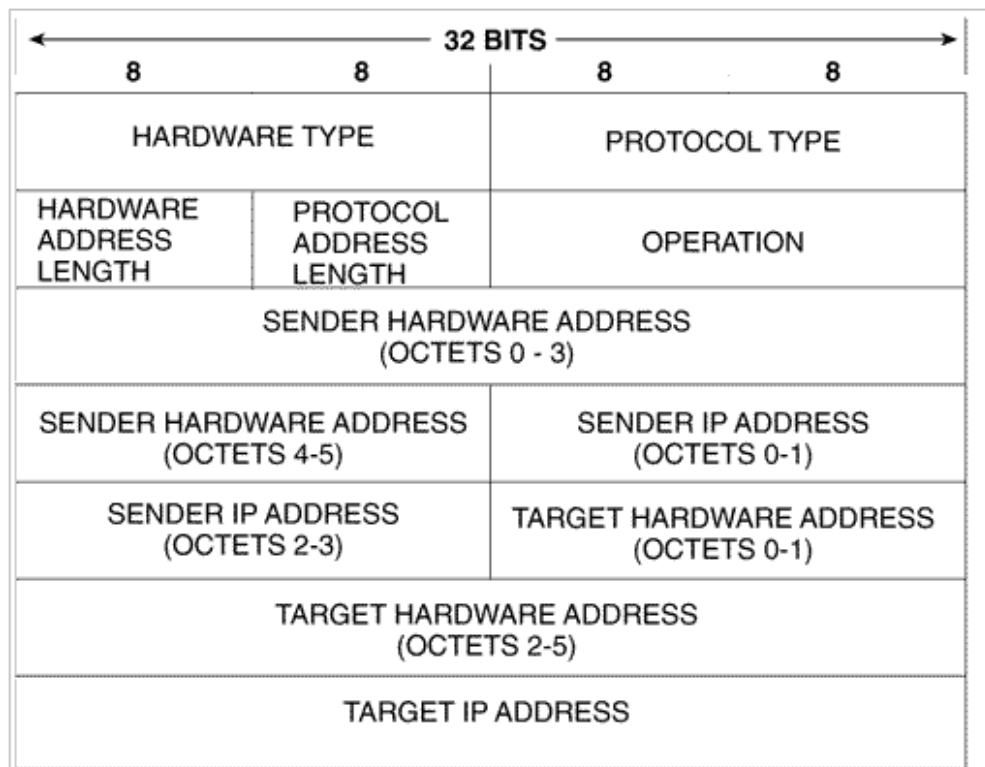 32 BITS
8 8 8 8
HARDWARE TYPE PROTOCOL TYPE
HARDWARE ADDRESS LENGTH PROTOCOL ADDRESS LENGTH OPERATION
SENDER HARDWARE ADDRESS
(OCTETS 0 - 3)
SENDER HARDWARE ADDRESS
(OCTETS 4-5)
SENDER IP ADDRESS
(OCTETS 0-1)
SENDER IP ADDRESS
(OCTETS 2-3)
TARGET HARDWARE ADDRESS
(OCTETS 0-1)
TARGET HARDWARE ADDRESS
(OCTETS 2-5)
TARGET IP ADDRESS